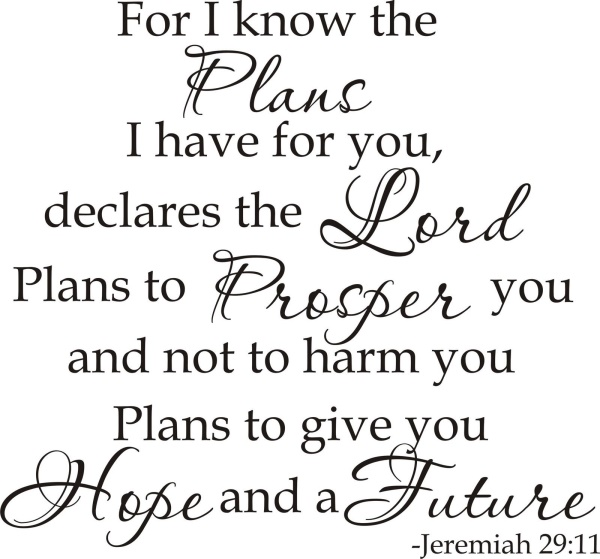 For I know the
Plans
I have for you,
declares the Lord
Plans to Prosper you
and not to harm you
Plans to give you
Hope and a Future
-Jeremiah 29:11